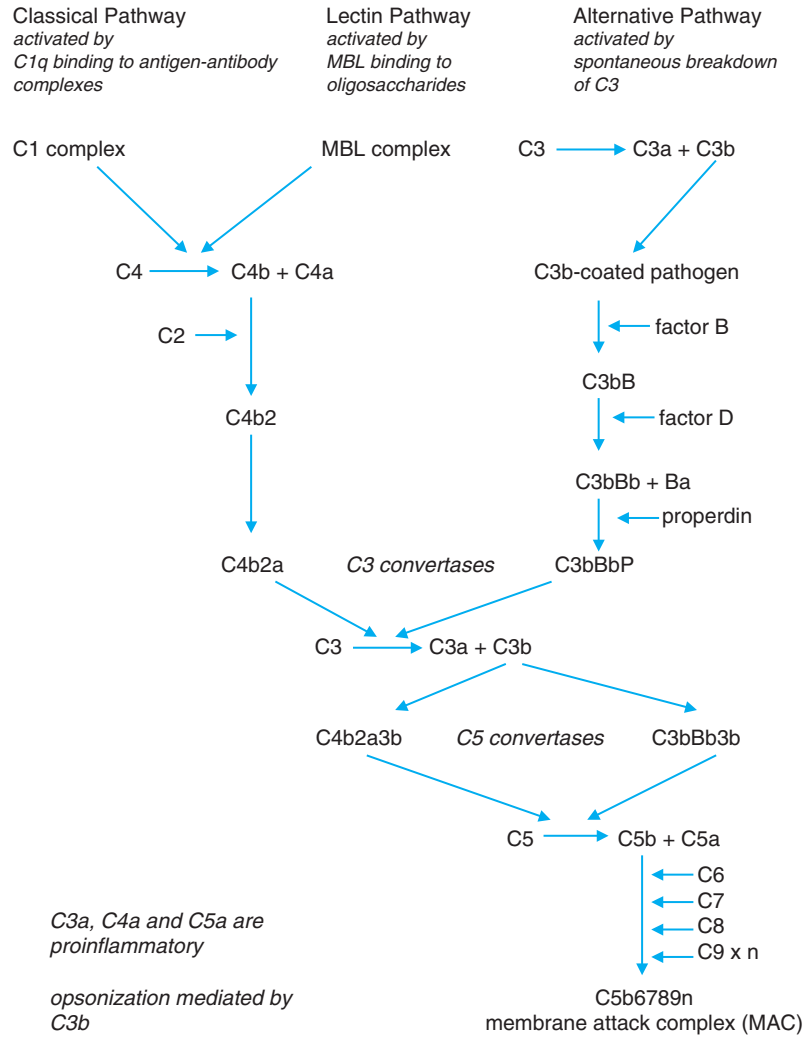 Classical Pathway
activated by
C1q binding to antigen-antibody
complexes
Lectin Pathway
activated by
MBL binding to
oligosaccharides
Alternative Pathway
activated by
spontaneous breakdown
of C3
C1 complex
MBL complex
C3
C3a + C3b
C4
C4b + C4a
C3b-coated pathogen
C2
factor B
C3bB
C4b2
factor D
C3bBb + Ba
properdin
C4b2a
C3 convertases
C3bBbP
C3
C3a + C3b
C4b2a3b
C5 convertases
C3bBb3b
C5
C5b + C5a
C6
C7
C8
C9 x n
C3a, C4a and C5a are
proinflammatory
opsonization mediated by
C3b
C5b6789n
membrane attack complex (MAC)